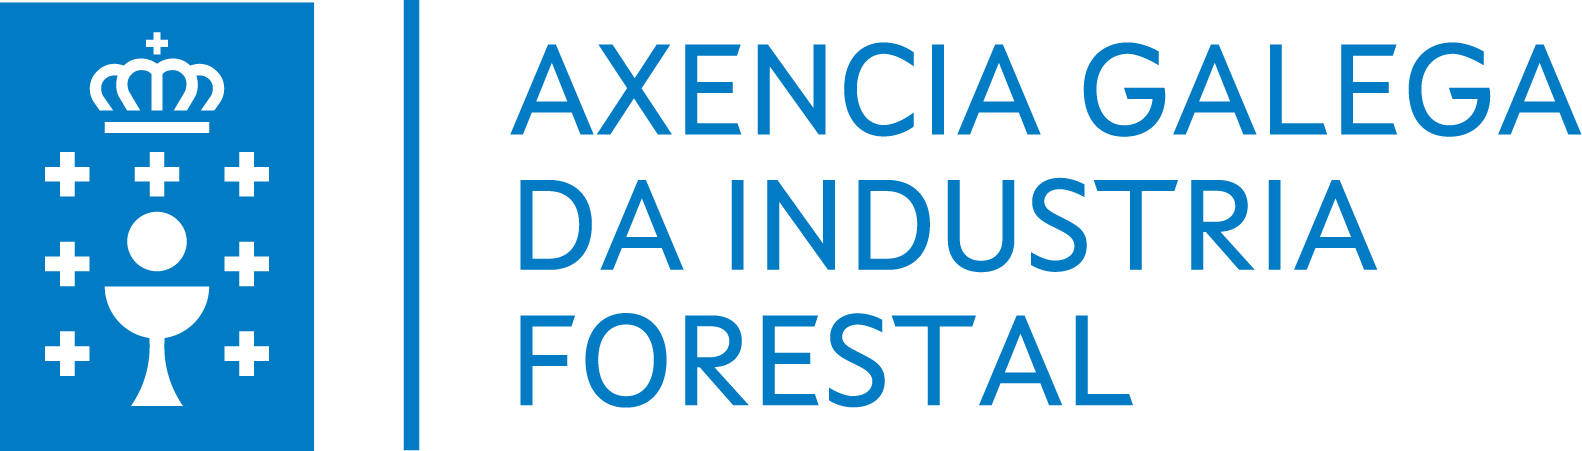 AXENCIA GALEGA
DA INDUSTRIA
FORESTAL